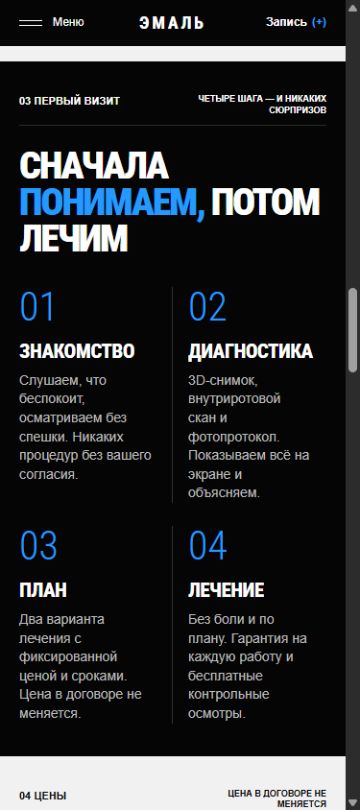 Меню
ЭМАЛЬ
Запись (+)
03 ПЕРВЫЙ ВИЗИТ
ЧЕТЫРЕ ШАГА — И НИКАКИХ
СЮРПРИЗОВ
СНАЧАЛА
ПОНИМАЕМ, ПОТОМ
ЛЕЧИМ
01
ЗНАКОМСТВО
Слушаем, что
беспокоит,
осматриваем без
спешки. Никаких
процедур без вашего
согласия.
02
ДИАГНОСТИКА
3D-снимок,
внутриротовой
скан и
фотопротокол.
Показываем всё на
экране и
объясняем.
03
ПЛАН
Два варианта
лечения с
фиксированной
ценой и сроками.
Цена в договоре не
меняется.
04
ЛЕЧЕНИЕ
Без боли и по
плану. Гарантия на
каждую работу и
бесплатные
контрольные
осмотры.
04 ЦЕНЫ
ЦЕНА В ДОГОВОРЕ НЕ
МЕНЯЕТСЯ